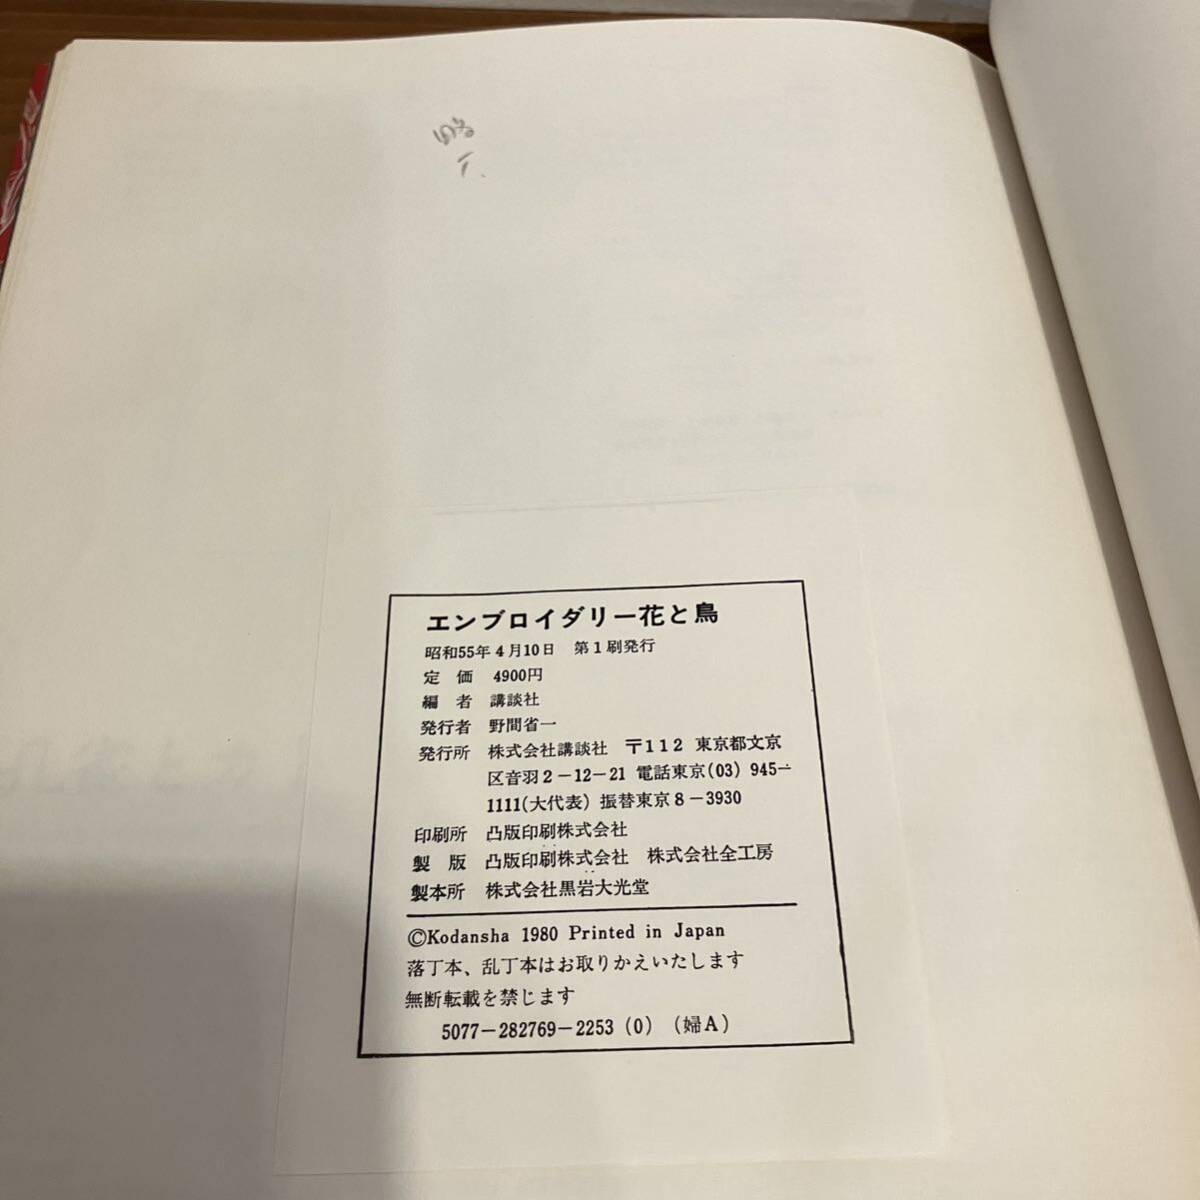 エンブロイダリー花と鳥
昭和55年4月10日 第1刷発行
定 価 4900円
編 者 講談社
発行者 野間省一
発行所 株式会社講談社 〒112 東京都文京
区音羽2-12-21 電話東京(03) 945-
1111(大代表) 振替東京8-3930
印刷所 凸版印刷株式会社
製 版 凸版印刷株式会社 株式会社全工房
製本所 株式会社黒岩大光堂
©Kodansha 1980 Printed in Japan
落丁本、乱丁本はお取りかえいたします
無断転載を禁じます
5077-282769-2253 (0) (婦A)